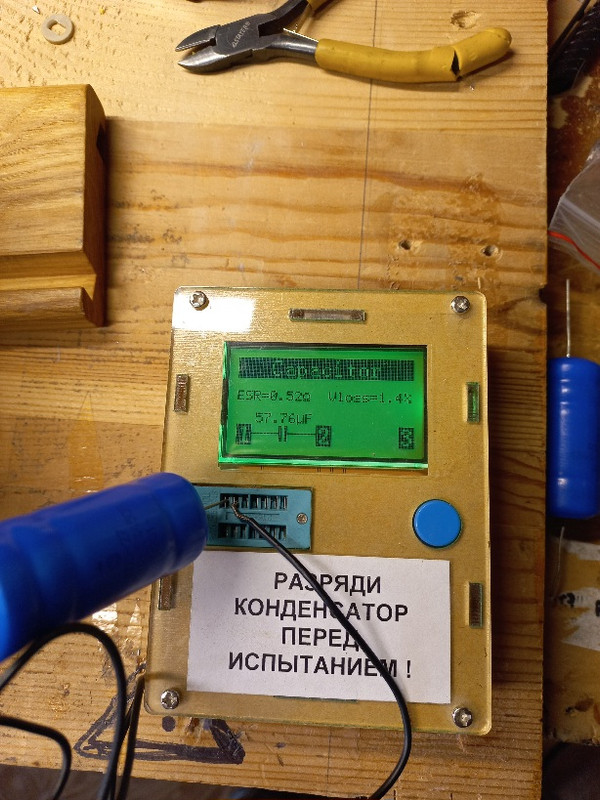 Capacitor
ESR=0.52Ω Vloss=1.4%
57.76uF
1 2 3
РАЗРЯДИ
КОНДЕНСАТОР
ПЕРЕД
ИСПЫТАНИЕМ !